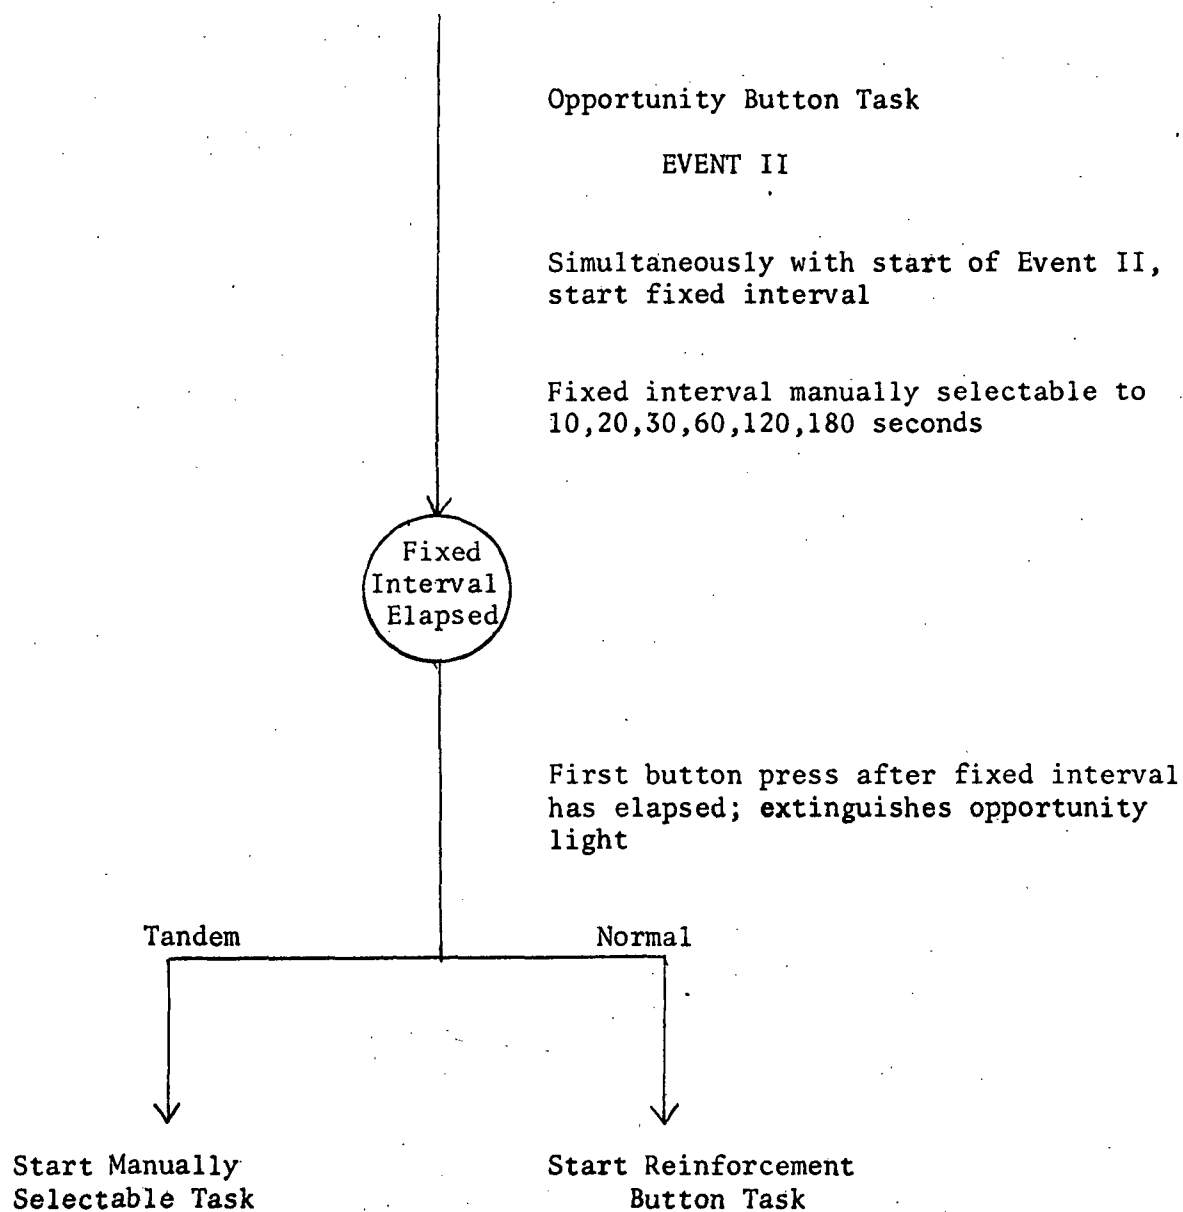 Opportunity Button Task
EVENT II
Simultaneously with start of Event II,
start fixed interval
Fixed interval manually selectable to
10,20,30,60,120,180 seconds
Fixed
Interval
Elapsed
First button press after fixed interval
has elapsed; extinguishes opportunity
light
Tandem
Normal
Start Manually
Selectable Task
Start Reinforcement
Button Task